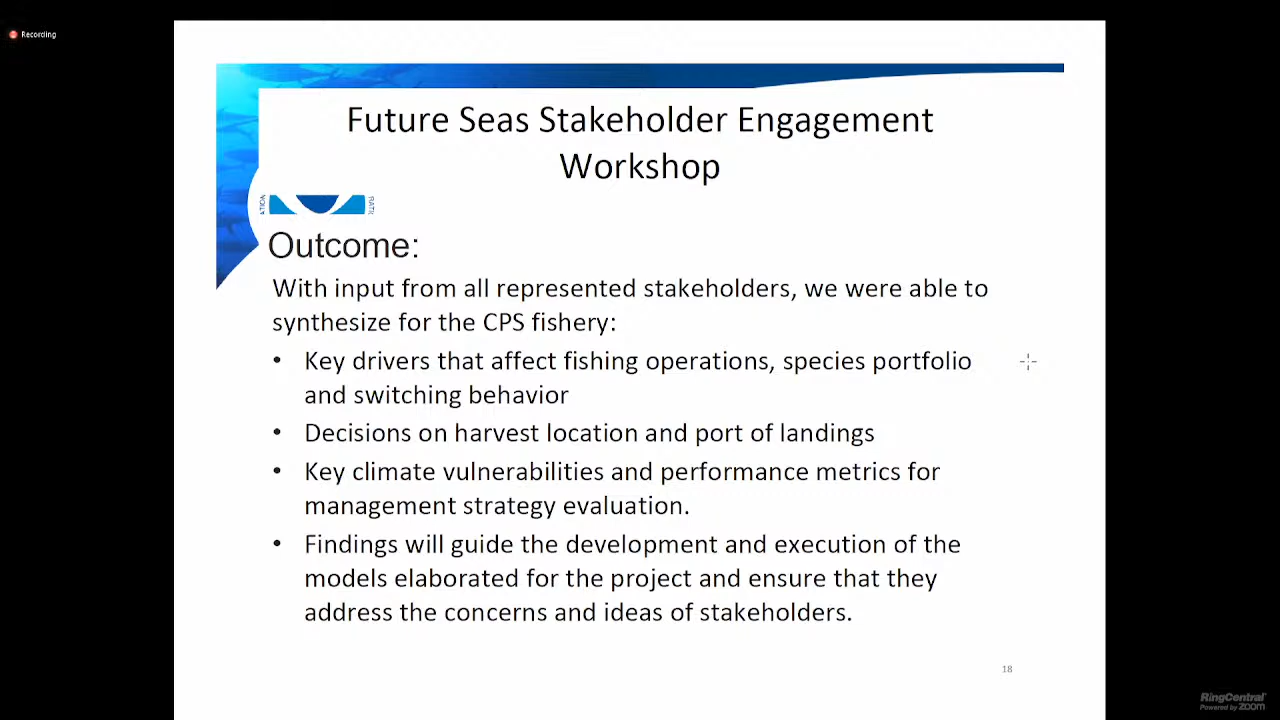 Recording
Future Seas Stakeholder Engagement
Workshop
Outcome:
With input from all represented stakeholders, we were able to
synthesize for the CPS fishery:
• Key drivers that affect fishing operations, species portfolio
and switching behavior
• Decisions on harvest location and port of landings
• Key climate vulnerabilities and performance metrics for
management strategy evaluation.
• Findings will guide the development and execution of the
models elaborated for the project and ensure that they
address the concerns and ideas of stakeholders.
18
RingCentral
Powered by zoom